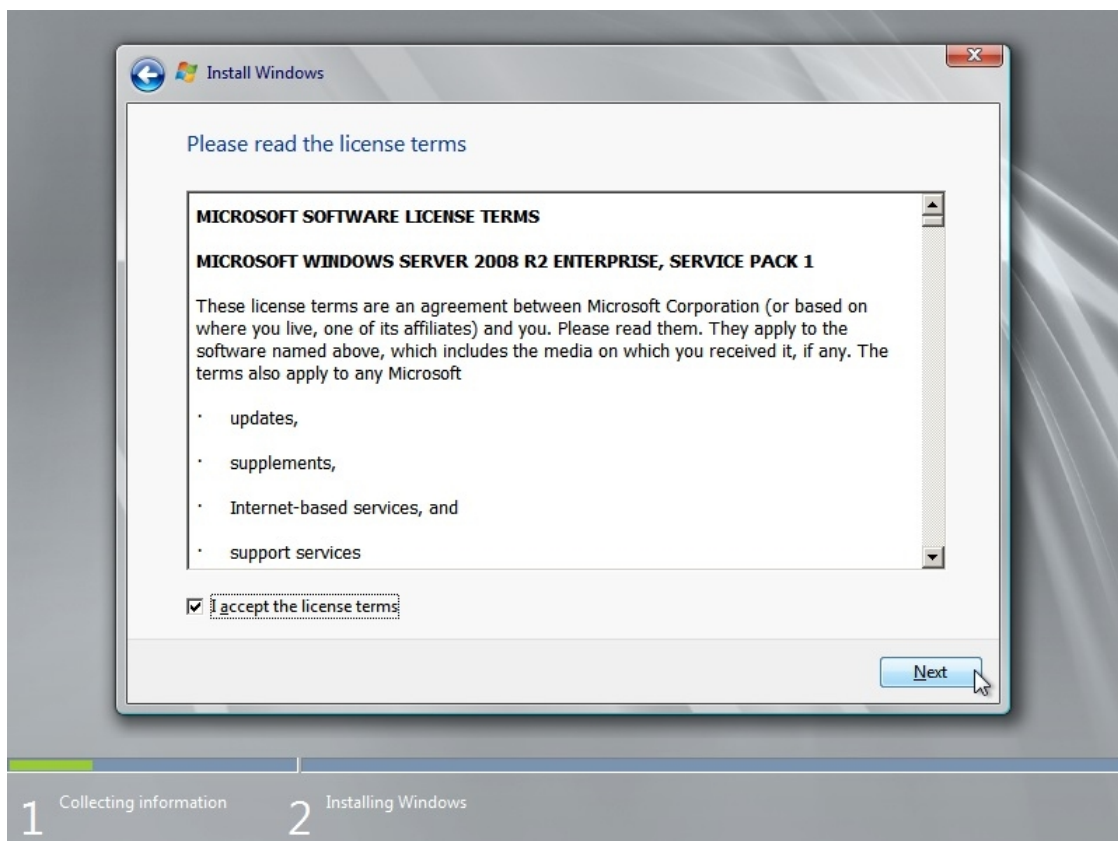 Install Windows
Please read the license terms
MICROSOFT SOFTWARE LICENSE TERMS
MICROSOFT WINDOWS SERVER 2008 R2 ENTERPRISE, SERVICE PACK 1
These license terms are an agreement between Microsoft Corporation (or based on
where you live, one of its affiliates) and you. Please read them. They apply to the
software named above, which includes the media on which you received it, if any. The
terms also apply to any Microsoft
· updates,
· supplements,
· Internet-based services, and
· support services
I accept the license terms
Next
1 Collecting information
2 Installing Windows